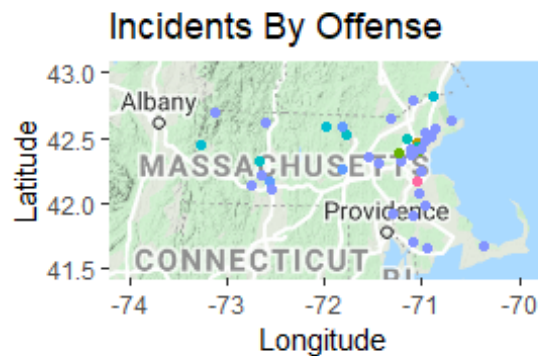 Incidents By Offense
Latitude
43.0
42.5
42.0
41.5
Albany
MASSACHUSETTS
Providence
CONNECTICUT
RI
-74 -73 -72 -71 -70
Longitude